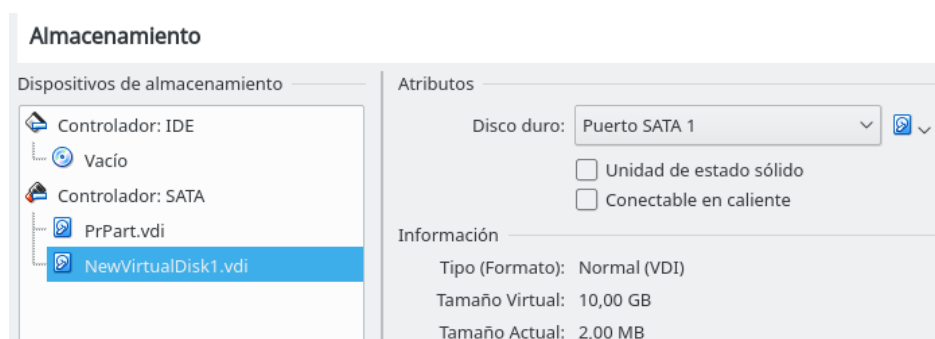 Almacenamiento
Dispositivos de almacenamiento
Controlador: IDE
Vacío
Controlador: SATA
PrPart.vdi
NewVirtualDisk1.vdi
Atributos
Disco duro: Puerto SATA 1
Unidad de estado sólido
Conectable en caliente
Información
Tipo (Formato): Normal (VDI)
Tamaño Virtual: 10,00 GB
Tamaño Actual: 2,00 MB